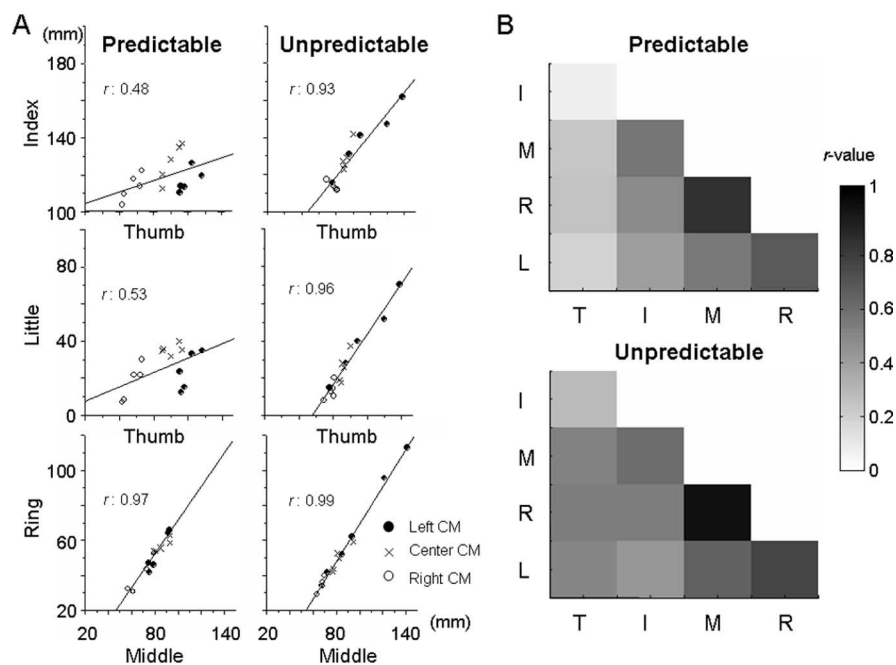 A
(mm)
Predictable
Unpredictable
Index
180
140
100
r: 0.48
r: 0.93
Thumb
Thumb
Little
80
40
0
r: 0.53
r: 0.96
Thumb
Thumb
Ring
100
60
20
r: 0.97
r: 0.99
Left CM
Center CM
Right CM
20 80 140 20 80 140 (mm)
Middle Middle
B
Predictable
I
M
R
L
T I M R
r-value
1
0.8
0.6
0.4
0.2
0
Unpredictable
I
M
R
L
T I M R